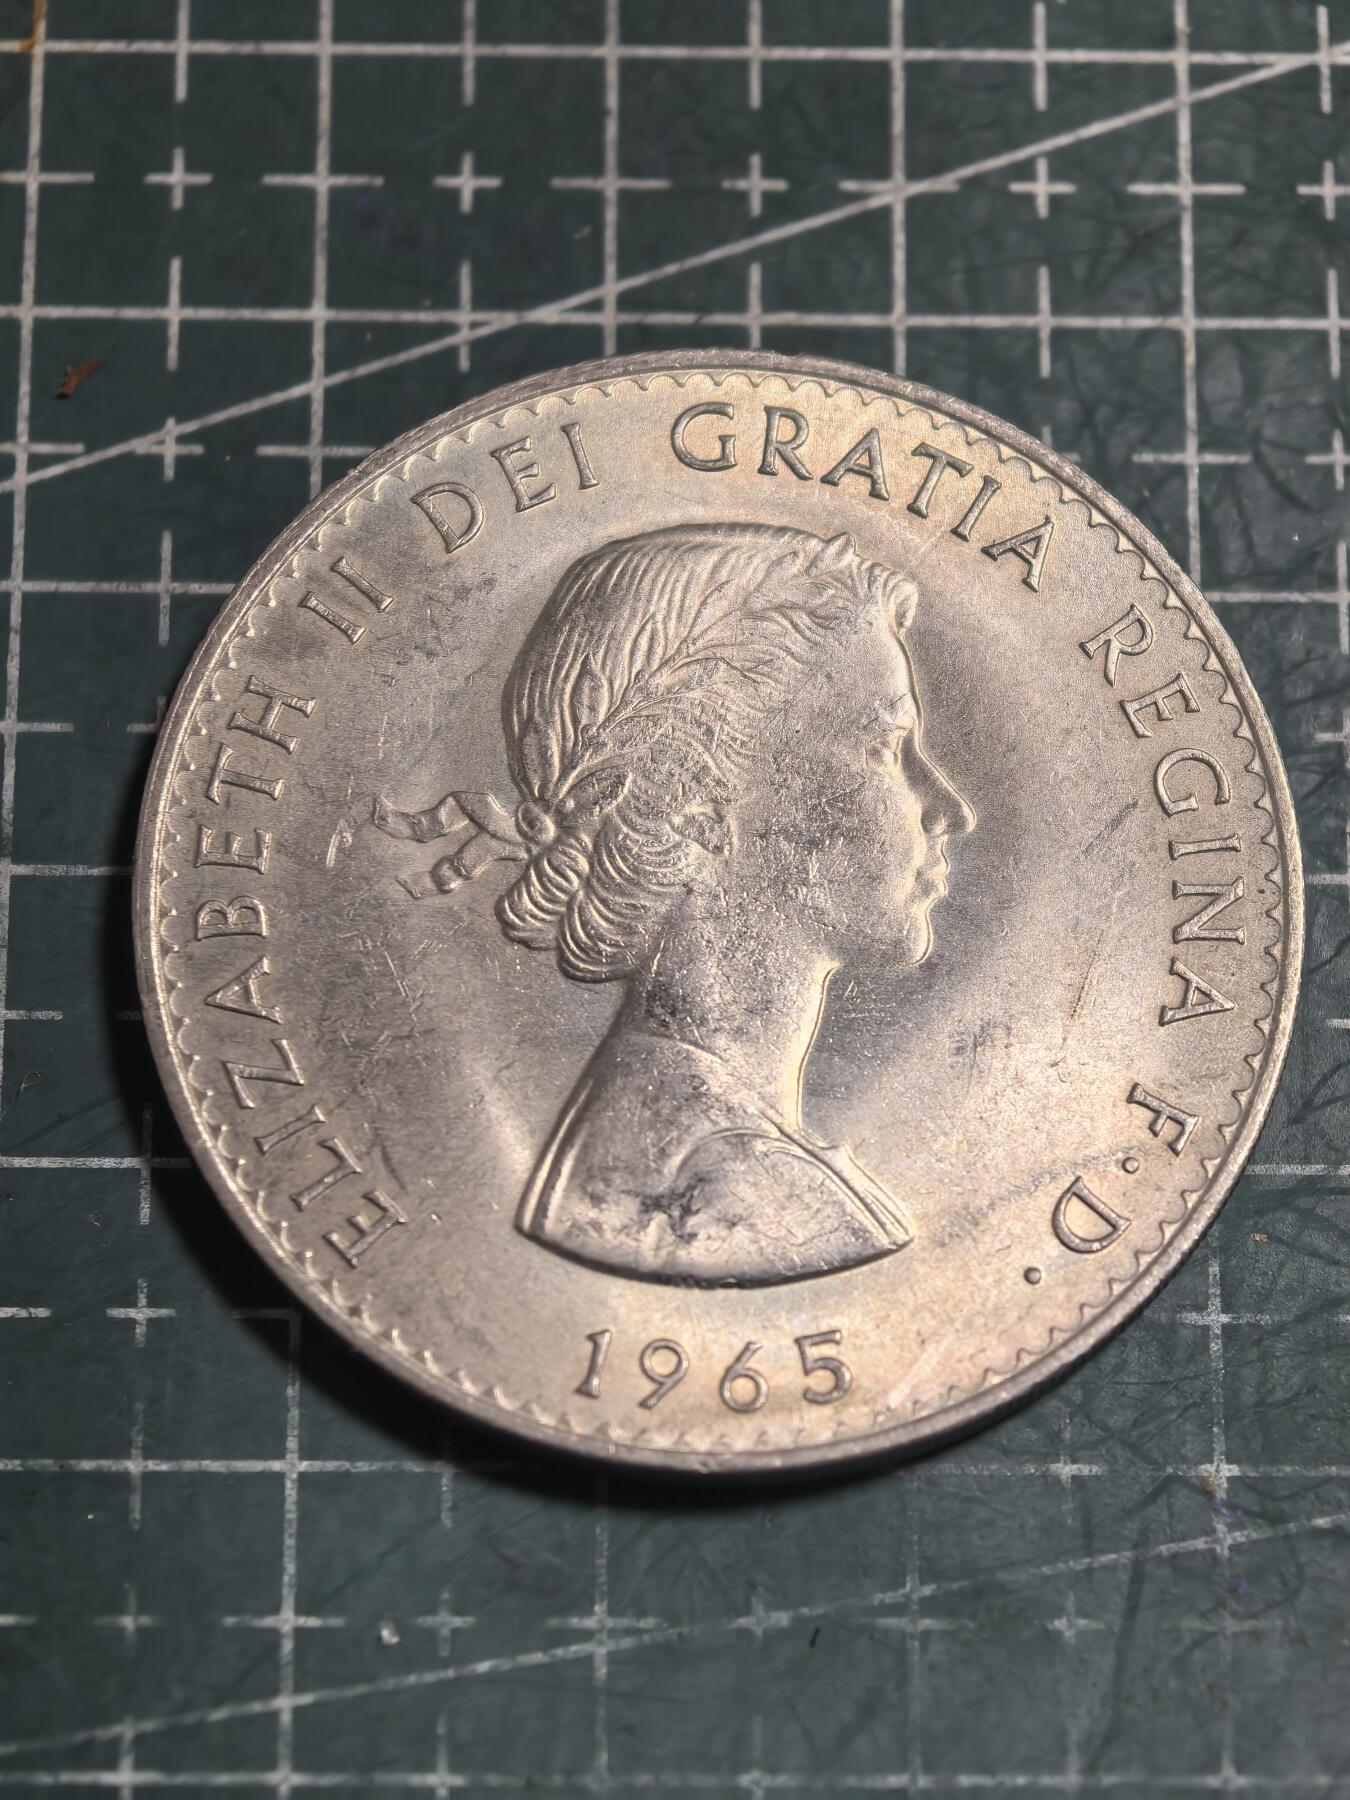 ELIZABETH II DEI GRATIA REGINA F·D·
1965